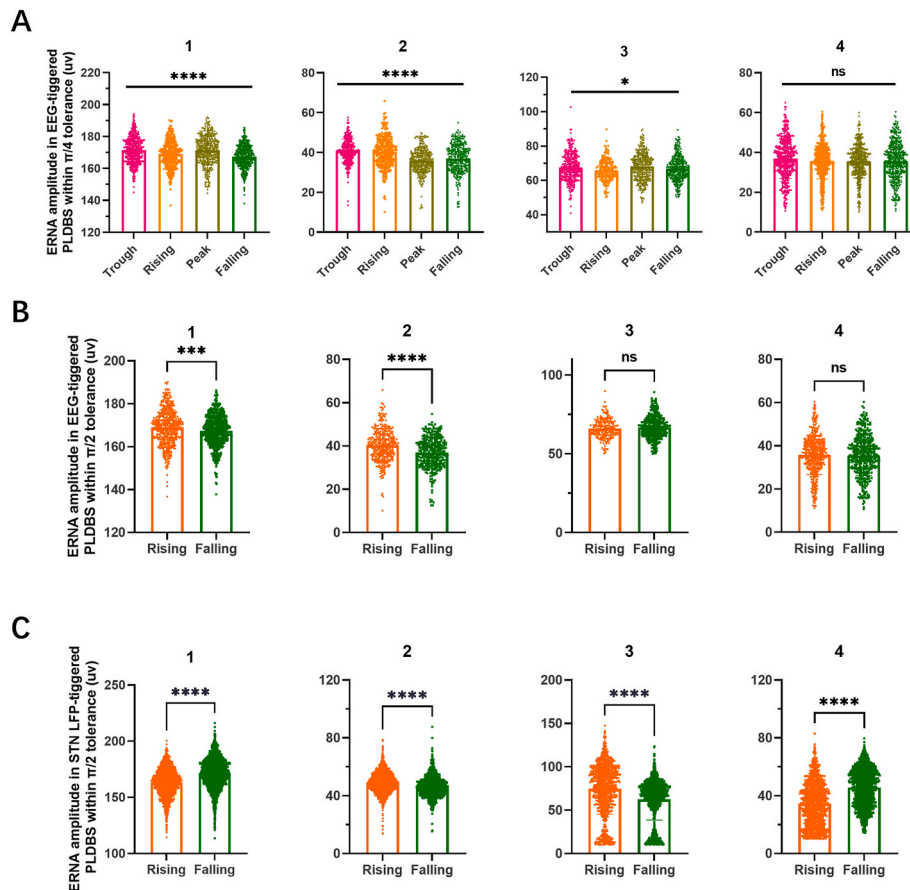 A
1
2
3
4
ERNA amplitude in EEG-tiggered
PLDBS within π/4 tolerance (uv)
220
200
180
160
140
120
****
Trough
Rising
Peak
Falling
80
60
40
20
0
****
Trough
Rising
Peak
Falling
120
100
80
60
40
*
Trough
Rising
Peak
Falling
80
60
40
20
0
ns
Trough
Rising
Peak
Falling
B
1
2
3
4
ERNA amplitude in EEG-tiggered
PLDBS within π/2 tolerance (uv)
200
180
160
140
120
***
Rising Falling
80
60
40
20
0
****
Rising Falling
100
50
0
ns
Rising Falling
80
60
40
20
0
ns
Rising Falling
C
1
2
3
4
ERNA amplitude in STN LFP-tiggered
PLDBS within π/2 tolerance (uv)
250
200
150
100
****
Rising Falling
120
80
40
0
****
Rising Falling
200
150
100
50
0
****
Rising Falling
120
80
40
0
****
Rising Falling